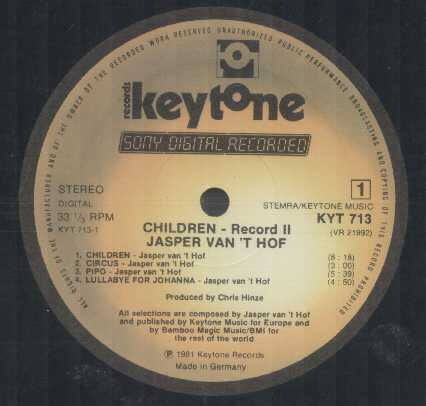 ALL RIGHTS OF THE MANUFACTURER AND OF THE OWNER OF THE RECORDED WORK RESERVED UNAUTHORIZED PUBLIC PERFORMANCE BROADCASTING AND COPYING OF THIS RECORD PROHIBITED
records
keytone
SONY DIGITAL RECORDED
STEREO
DIGITAL
33 1/3 RPM
KYT 713-1
1
STEMRA/KEYTONE MUSIC
KYT 713
(VR 21992)
CHILDREN - Record II
JASPER VAN 'T HOF
1. CHILDREN - Jasper van 't Hof (8 : 18)
2. CIRCUS - Jasper van 't Hof (3 : 00)
3. PIPO - Jasper van 't Hof (5 : 39)
4. LULLABYE FOR JOHANNA - Jasper van 't Hof (4 : 50)
Produced by Chris Hinze
All selections are composed by Jasper van 't Hof
and published by Keytone Music for Europe and
by Bamboo Magic Music/BMI for
the rest of the world
℗ 1981 Keytone Records
Made in Germany